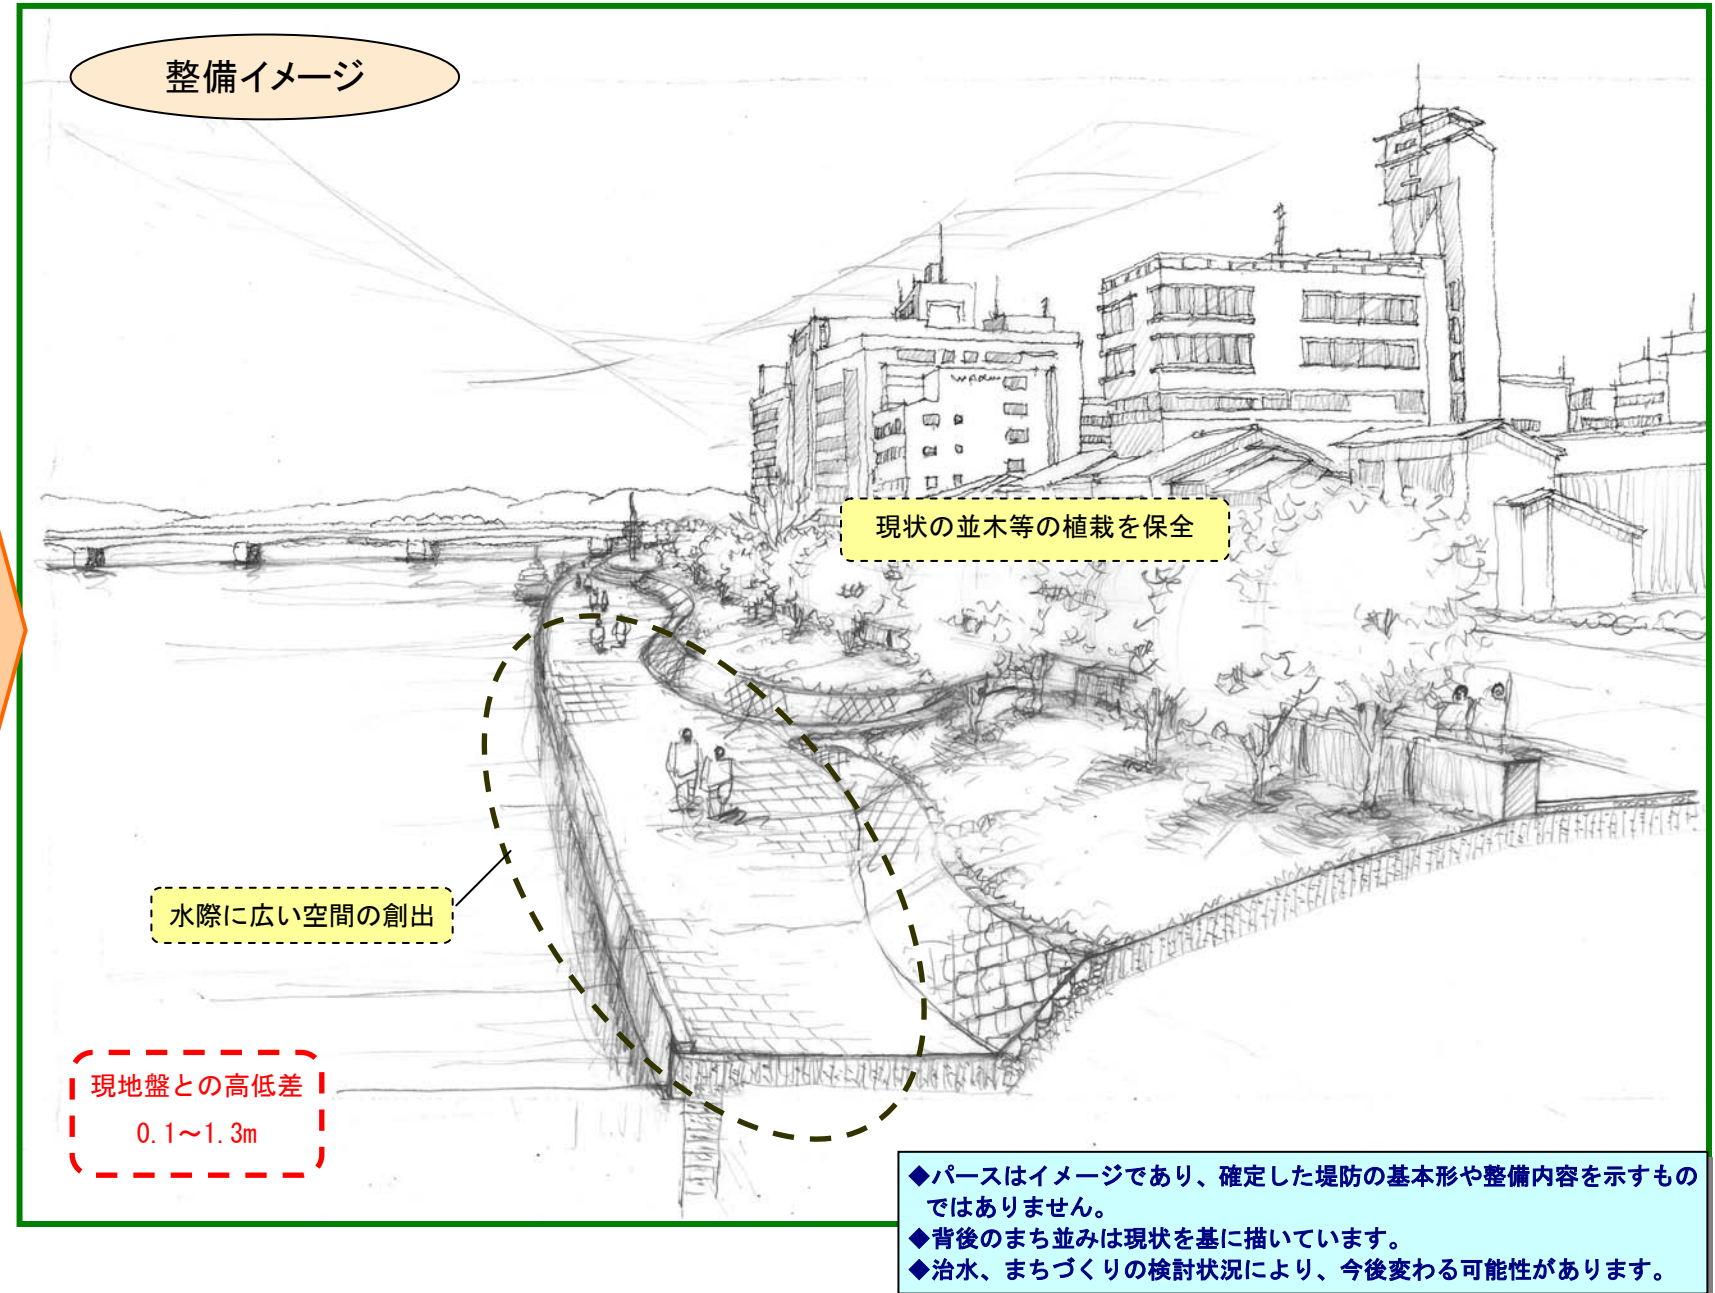 整備イメージ
現状の並木等の植栽を保全
水際に広い空間の創出
現地盤との高低差
0.1～1.3m
◆パースはイメージであり、確定した堤防の基本形や整備内容を示すもの
ではありません。
◆背後のまち並みは現状を基に描いています。
◆治水、まちづくりの検討状況により、今後変わる可能性があります。